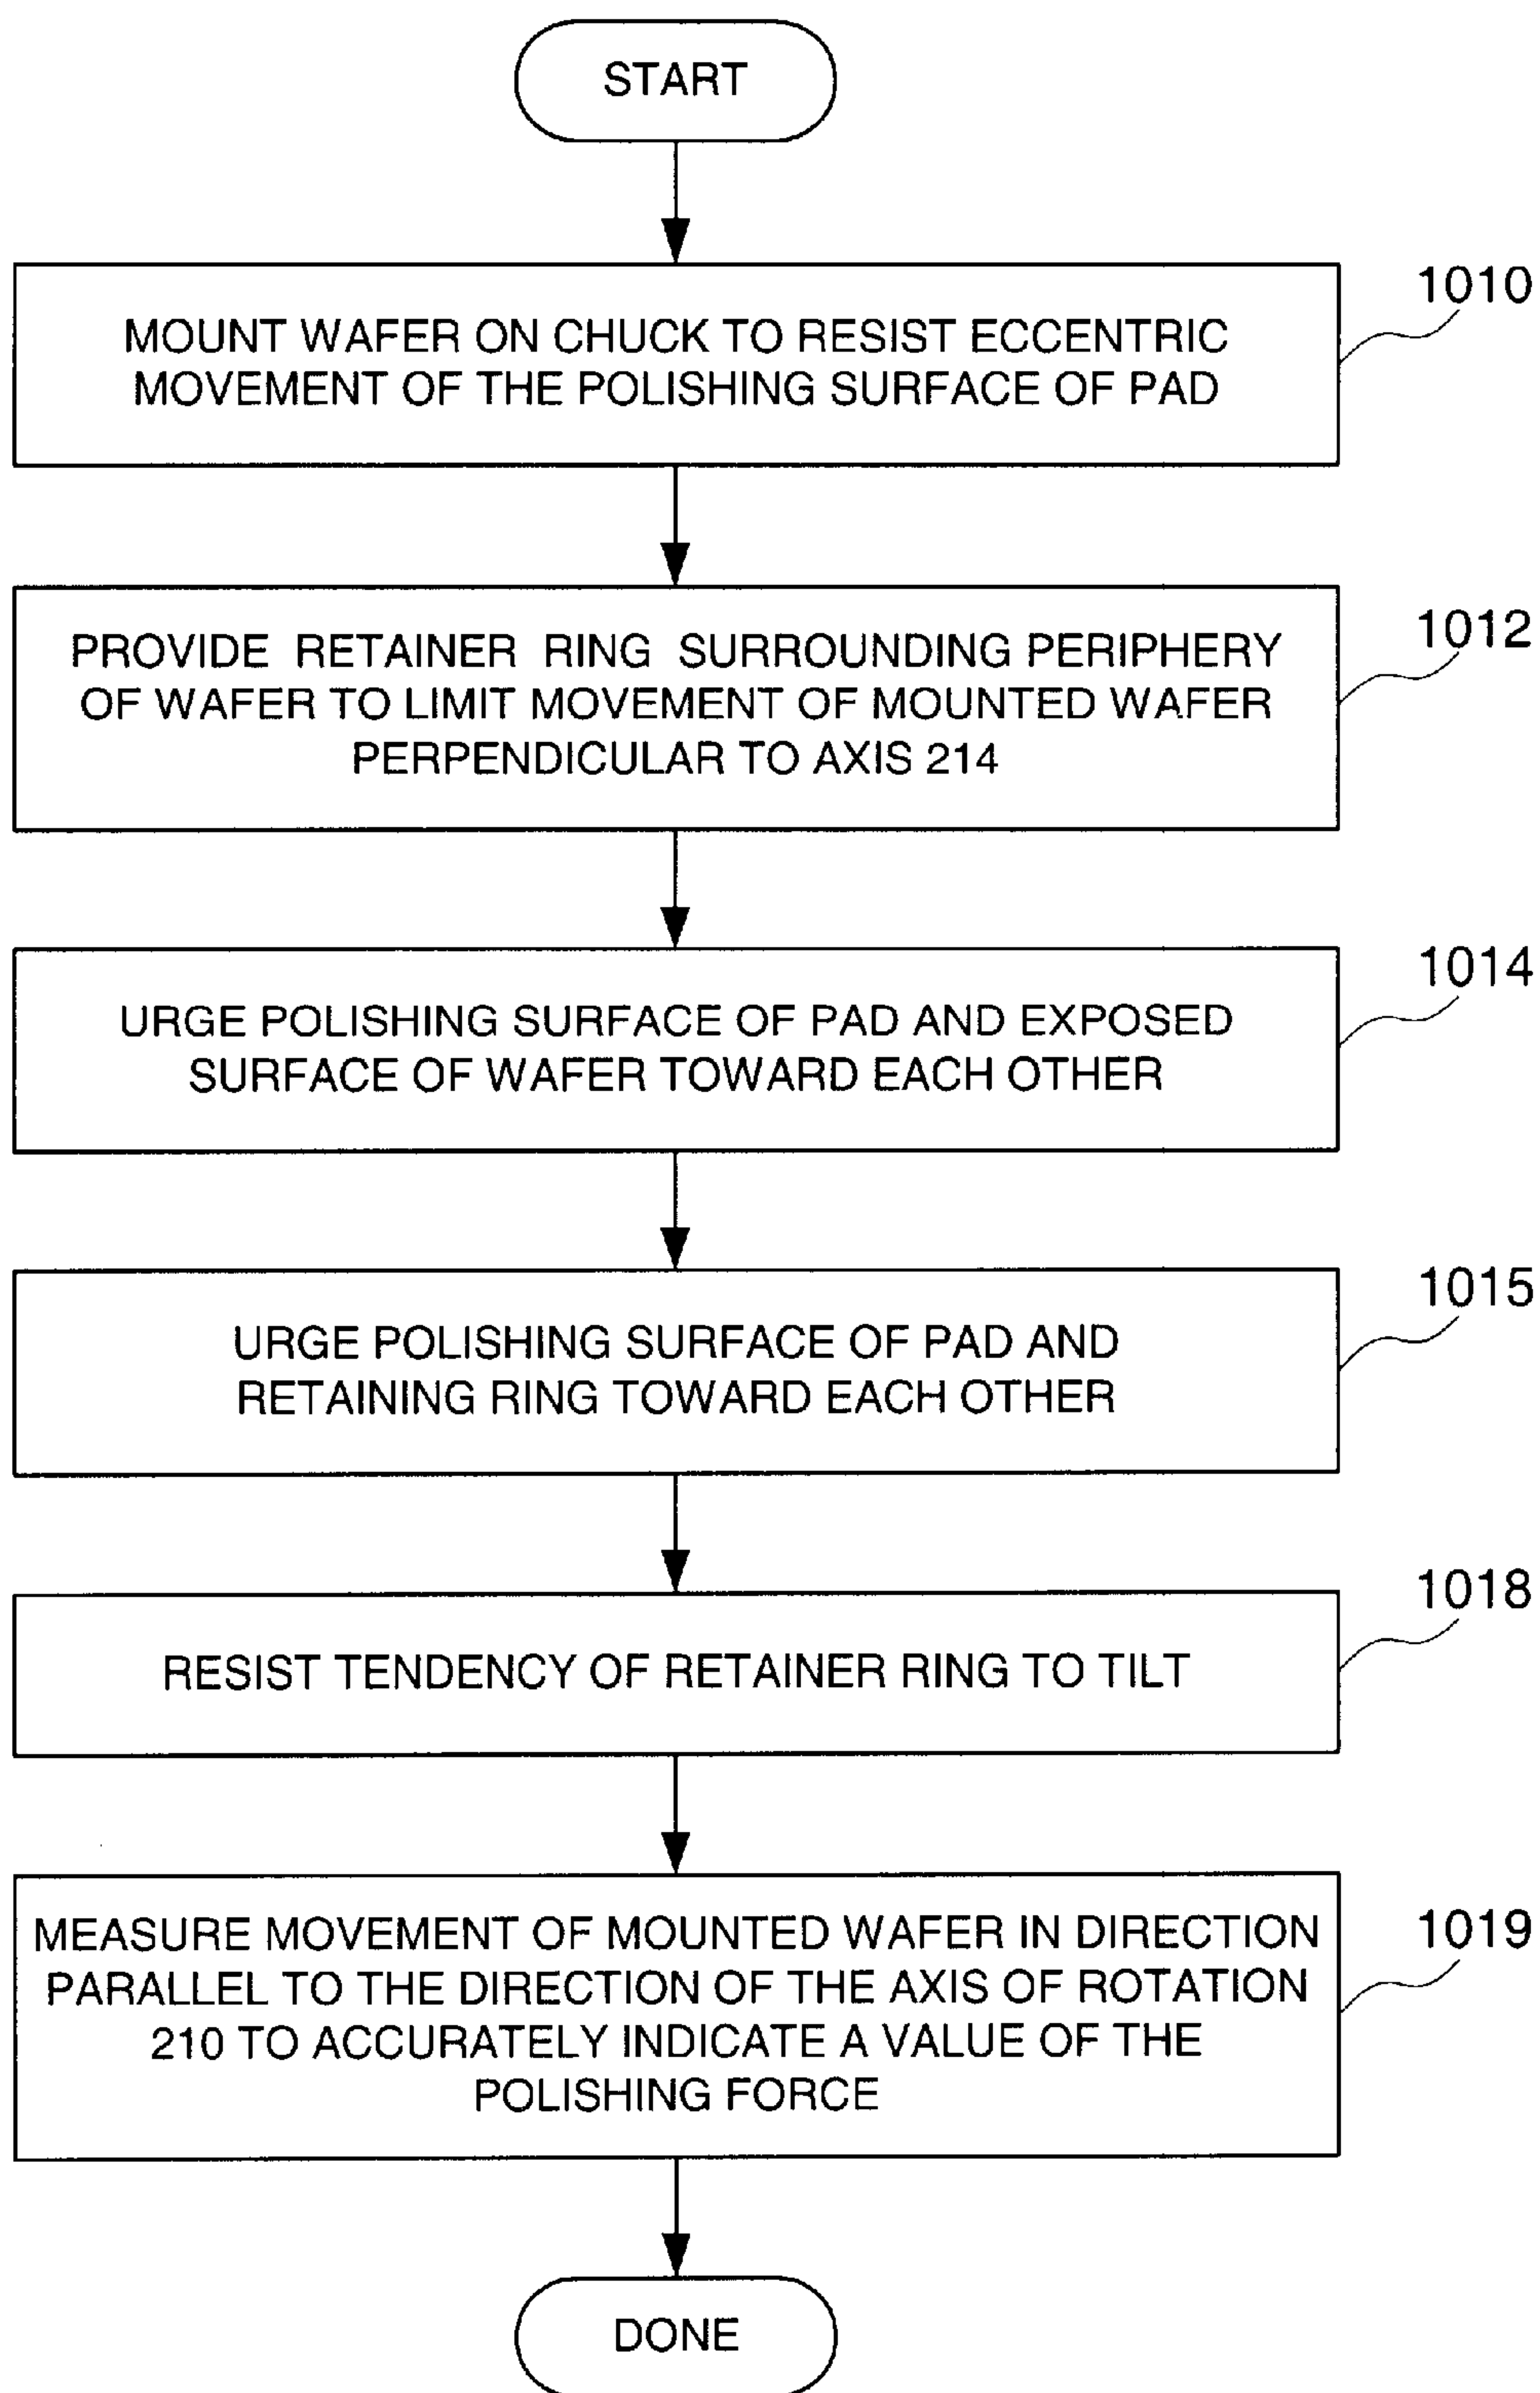 START
1010
MOUNT WAFER ON CHUCK TO RESIST ECCENTRIC
MOVEMENT OF THE POLISHING SURFACE OF PAD
1012
PROVIDE RETAINER RING SURROUNDING PERIPHERY
OF WAFER TO LIMIT MOVEMENT OF MOUNTED WAFER
PERPENDICULAR TO AXIS 214
1014
URGE POLISHING SURFACE OF PAD AND EXPOSED
SURFACE OF WAFER TOWARD EACH OTHER
1015
URGE POLISHING SURFACE OF PAD AND
RETAINING RING TOWARD EACH OTHER
1018
RESIST TENDENCY OF RETAINER RING TO TILT
1019
MEASURE MOVEMENT OF MOUNTED WAFER IN DIRECTION
PARALLEL TO THE DIRECTION OF THE AXIS OF ROTATION
210 TO ACCURATELY INDICATE A VALUE OF THE
POLISHING FORCE
DONE